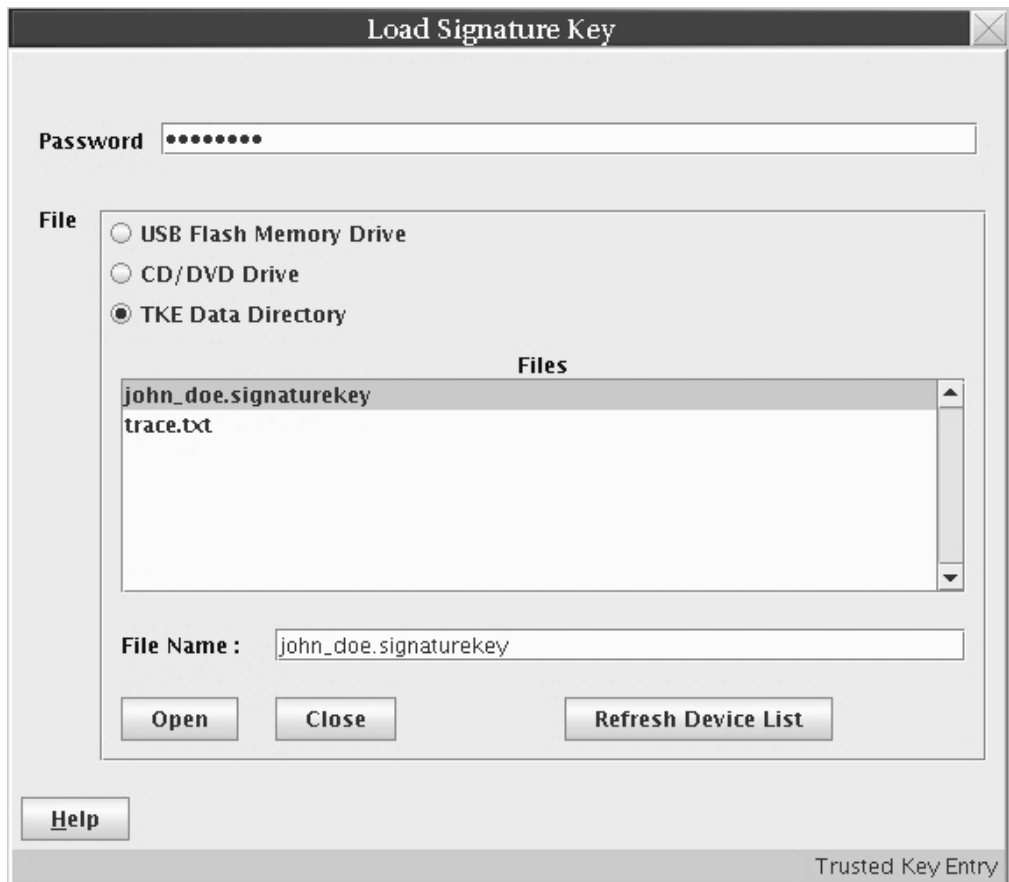 Load Signature Key
Password ••••••••
File
USB Flash Memory Drive
CD/DVD Drive
TKE Data Directory
Files
john_doe.signaturekey
trace.txt
File Name : john_doe.signaturekey
Open Close Refresh Device List
Help
Trusted Key Entry